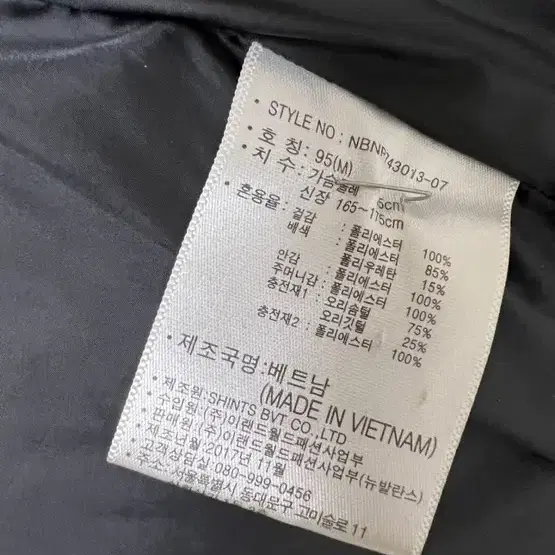 · STYLE NO : NBNP743013-07
· 호 칭 : 95(M)
· 치 수 : 가슴둘레 5cm
신장 165~175cm
· 혼용율 : 겉감 : 폴리에스터 100%
배색 : 폴리에스터 85%
폴리우레탄 15%
안감 : 폴리에스터 100%
주머니감 : 폴리에스터 100%
충전재1 : 오리솜털 75%
오리깃털 25%
충전재2 : 폴리에스터 100%
· 제조국명 : 베트남
(MADE IN VIETNAM)
· 제조원 : SHINTS BVT CO.,LTD
· 수입원 : (주)이랜드월드패션사업부
· 판매원 : (주)이랜드월드패션사업부(뉴발란스)
· 제조년월 2017년 11월
· 고객상담실 080-999-0456
· 주소 : 서울특별시 동대문구 고미술로11